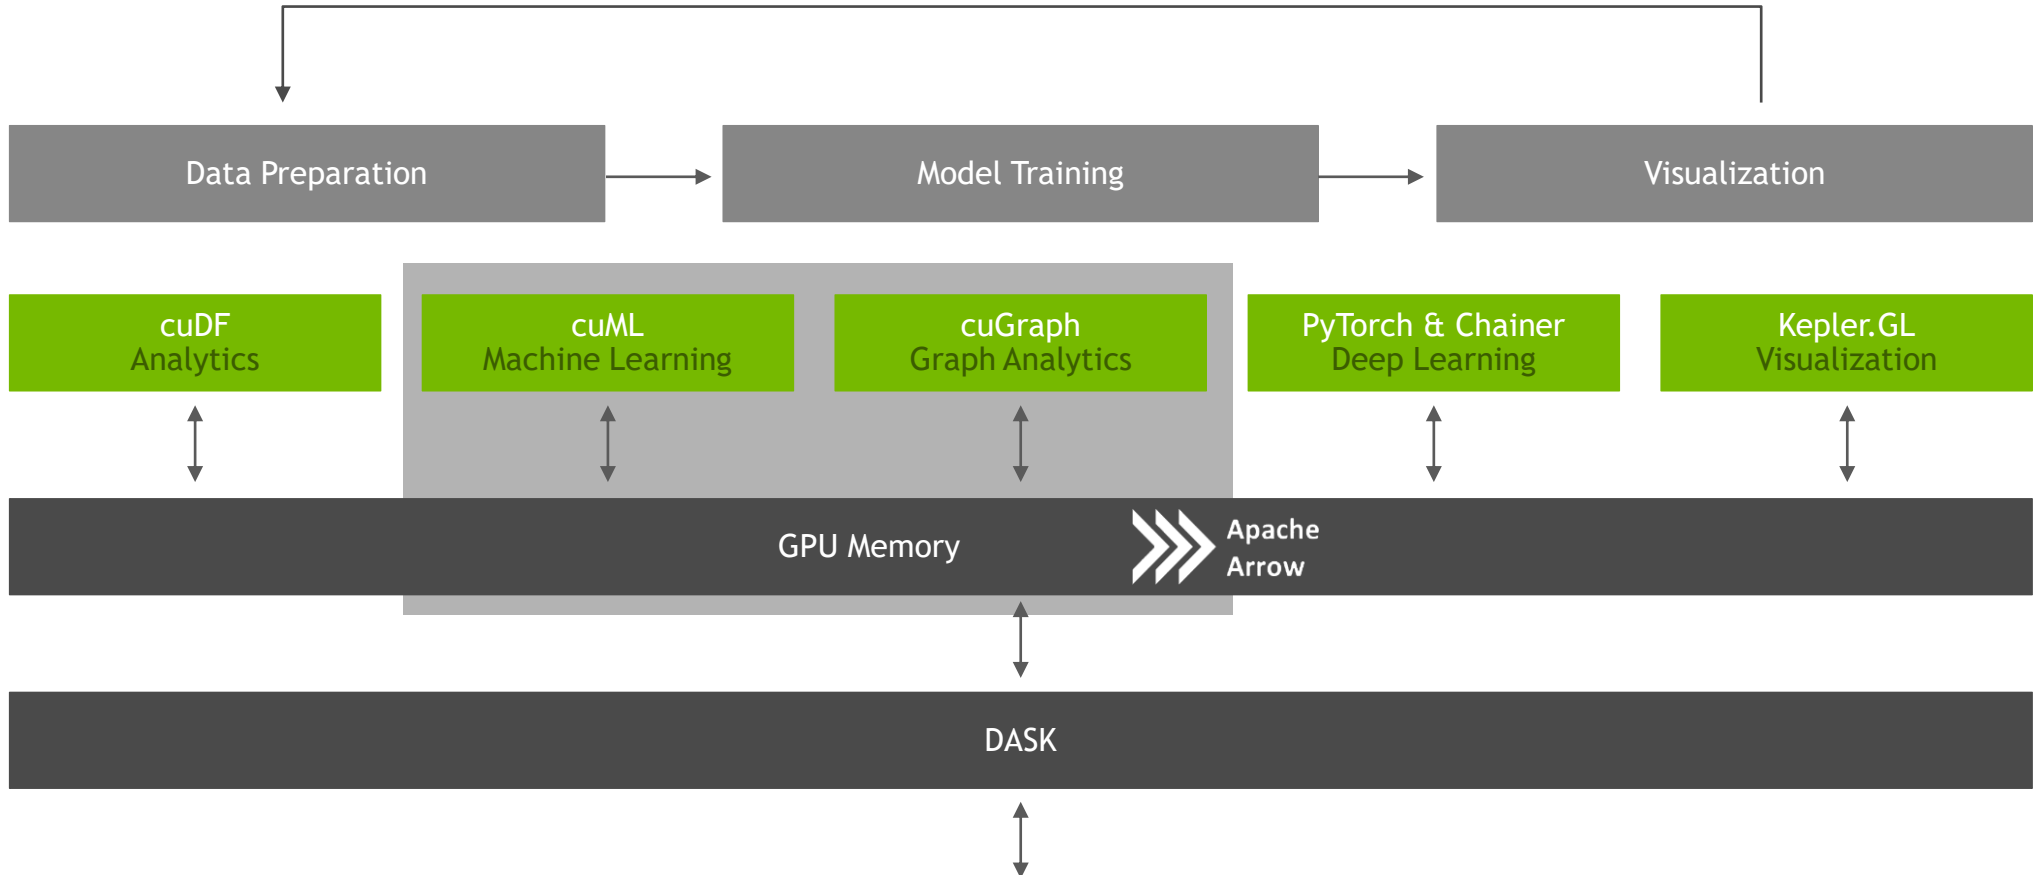 Data Preparation
Model Training
Visualization
cuDF
Analytics
cuML
Machine Learning
cuGraph
Graph Analytics
PyTorch & Chainer
Deep Learning
Kepler.GL
Visualization
GPU Memory
Apache
Arrow
DASK